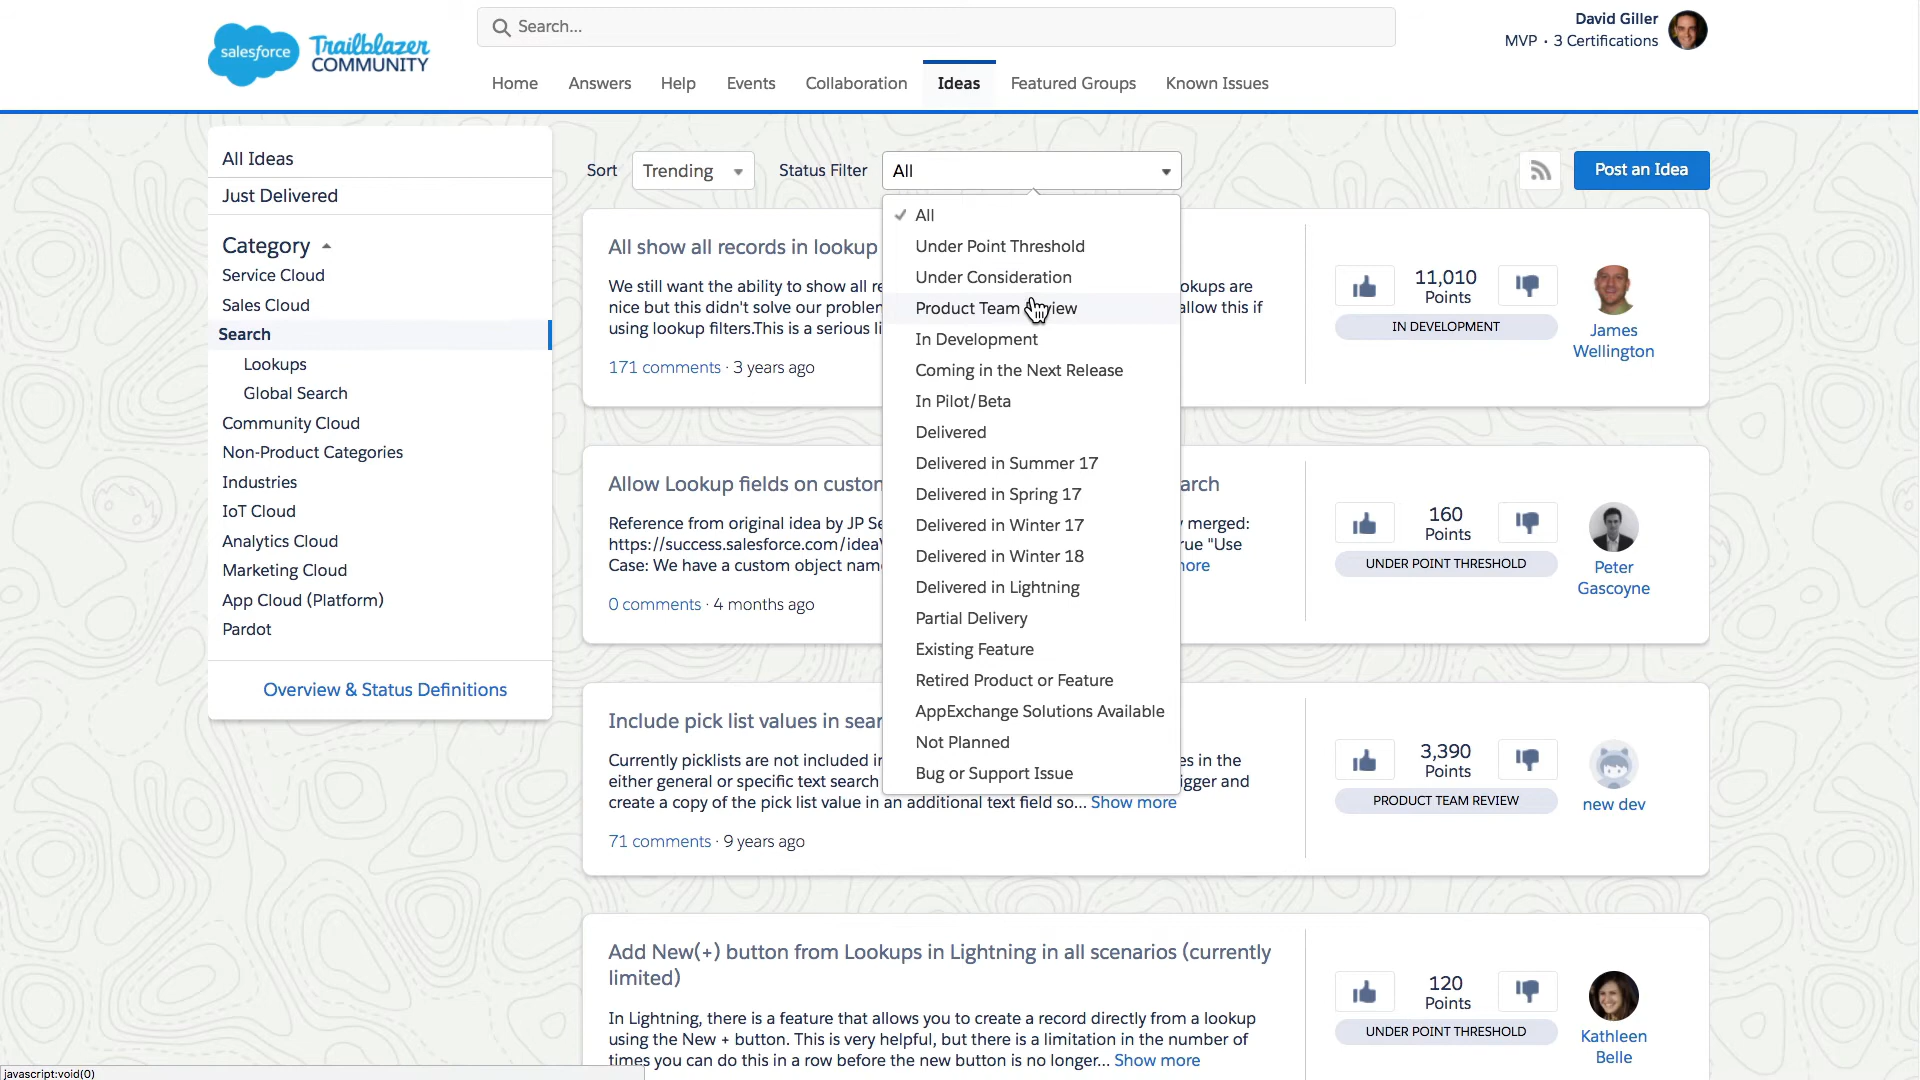 salesforce
Trailblazer
COMMUNITY
Search...
David Giller
MVP · 3 Certifications
Home
Answers
Help
Events
Collaboration
Ideas
Featured Groups
Known Issues
All Ideas
Just Delivered
Category
Service Cloud
Sales Cloud
Search
Lookups
Global Search
Community Cloud
Non-Product Categories
Industries
IoT Cloud
Analytics Cloud
Marketing Cloud
App Cloud (Platform)
Pardot
Overview & Status Definitions
Sort
Trending
Status Filter
All
Post an Idea
All
Under Point Threshold
Under Consideration
Product Team
In Development
Coming in the Next Release
In Pilot/Beta
Delivered
Delivered in Summer 17
Delivered in Spring 17
Delivered in Winter 17
Delivered in Winter 18
Delivered in Lightning
Partial Delivery
Existing Feature
Retired Product or Feature
AppExchange Solutions Available
Not Planned
Bug or Support Issue
All show all records in lookup
We still want the ability to show all okups are
nice but this didn't solve our allow this if
using lookup filters.This is a serious
171 comments · 3 years ago
11,010
Points
IN DEVELOPMENT
James
Wellington
Allow Lookup fields on arch
Reference from original idea by JP merged:
https://success.salesforce.com/idea "Use
Case: We have a custom object ore
0 comments · 4 months ago
160
Points
UNDER POINT THRESHOLD
Peter
Gascoyne
Include pick list values in
Currently picklists are not included in the
either general or specific text search and
create a copy of the pick list value in an additional text field so... Show more
71 comments · 9 years ago
3,390
Points
PRODUCT TEAM REVIEW
new dev
Add New(+) button from Lookups in Lightning in all scenarios (currently
limited)
In Lightning, there is a feature that allows you to create a record directly from a lookup
using the New + button. This is very helpful, but there is a limitation in the number of
times you can do this in a row before the new button is no longer... Show more
120
Points
UNDER POINT THRESHOLD
Kathleen
Belle
javascript:void(0)